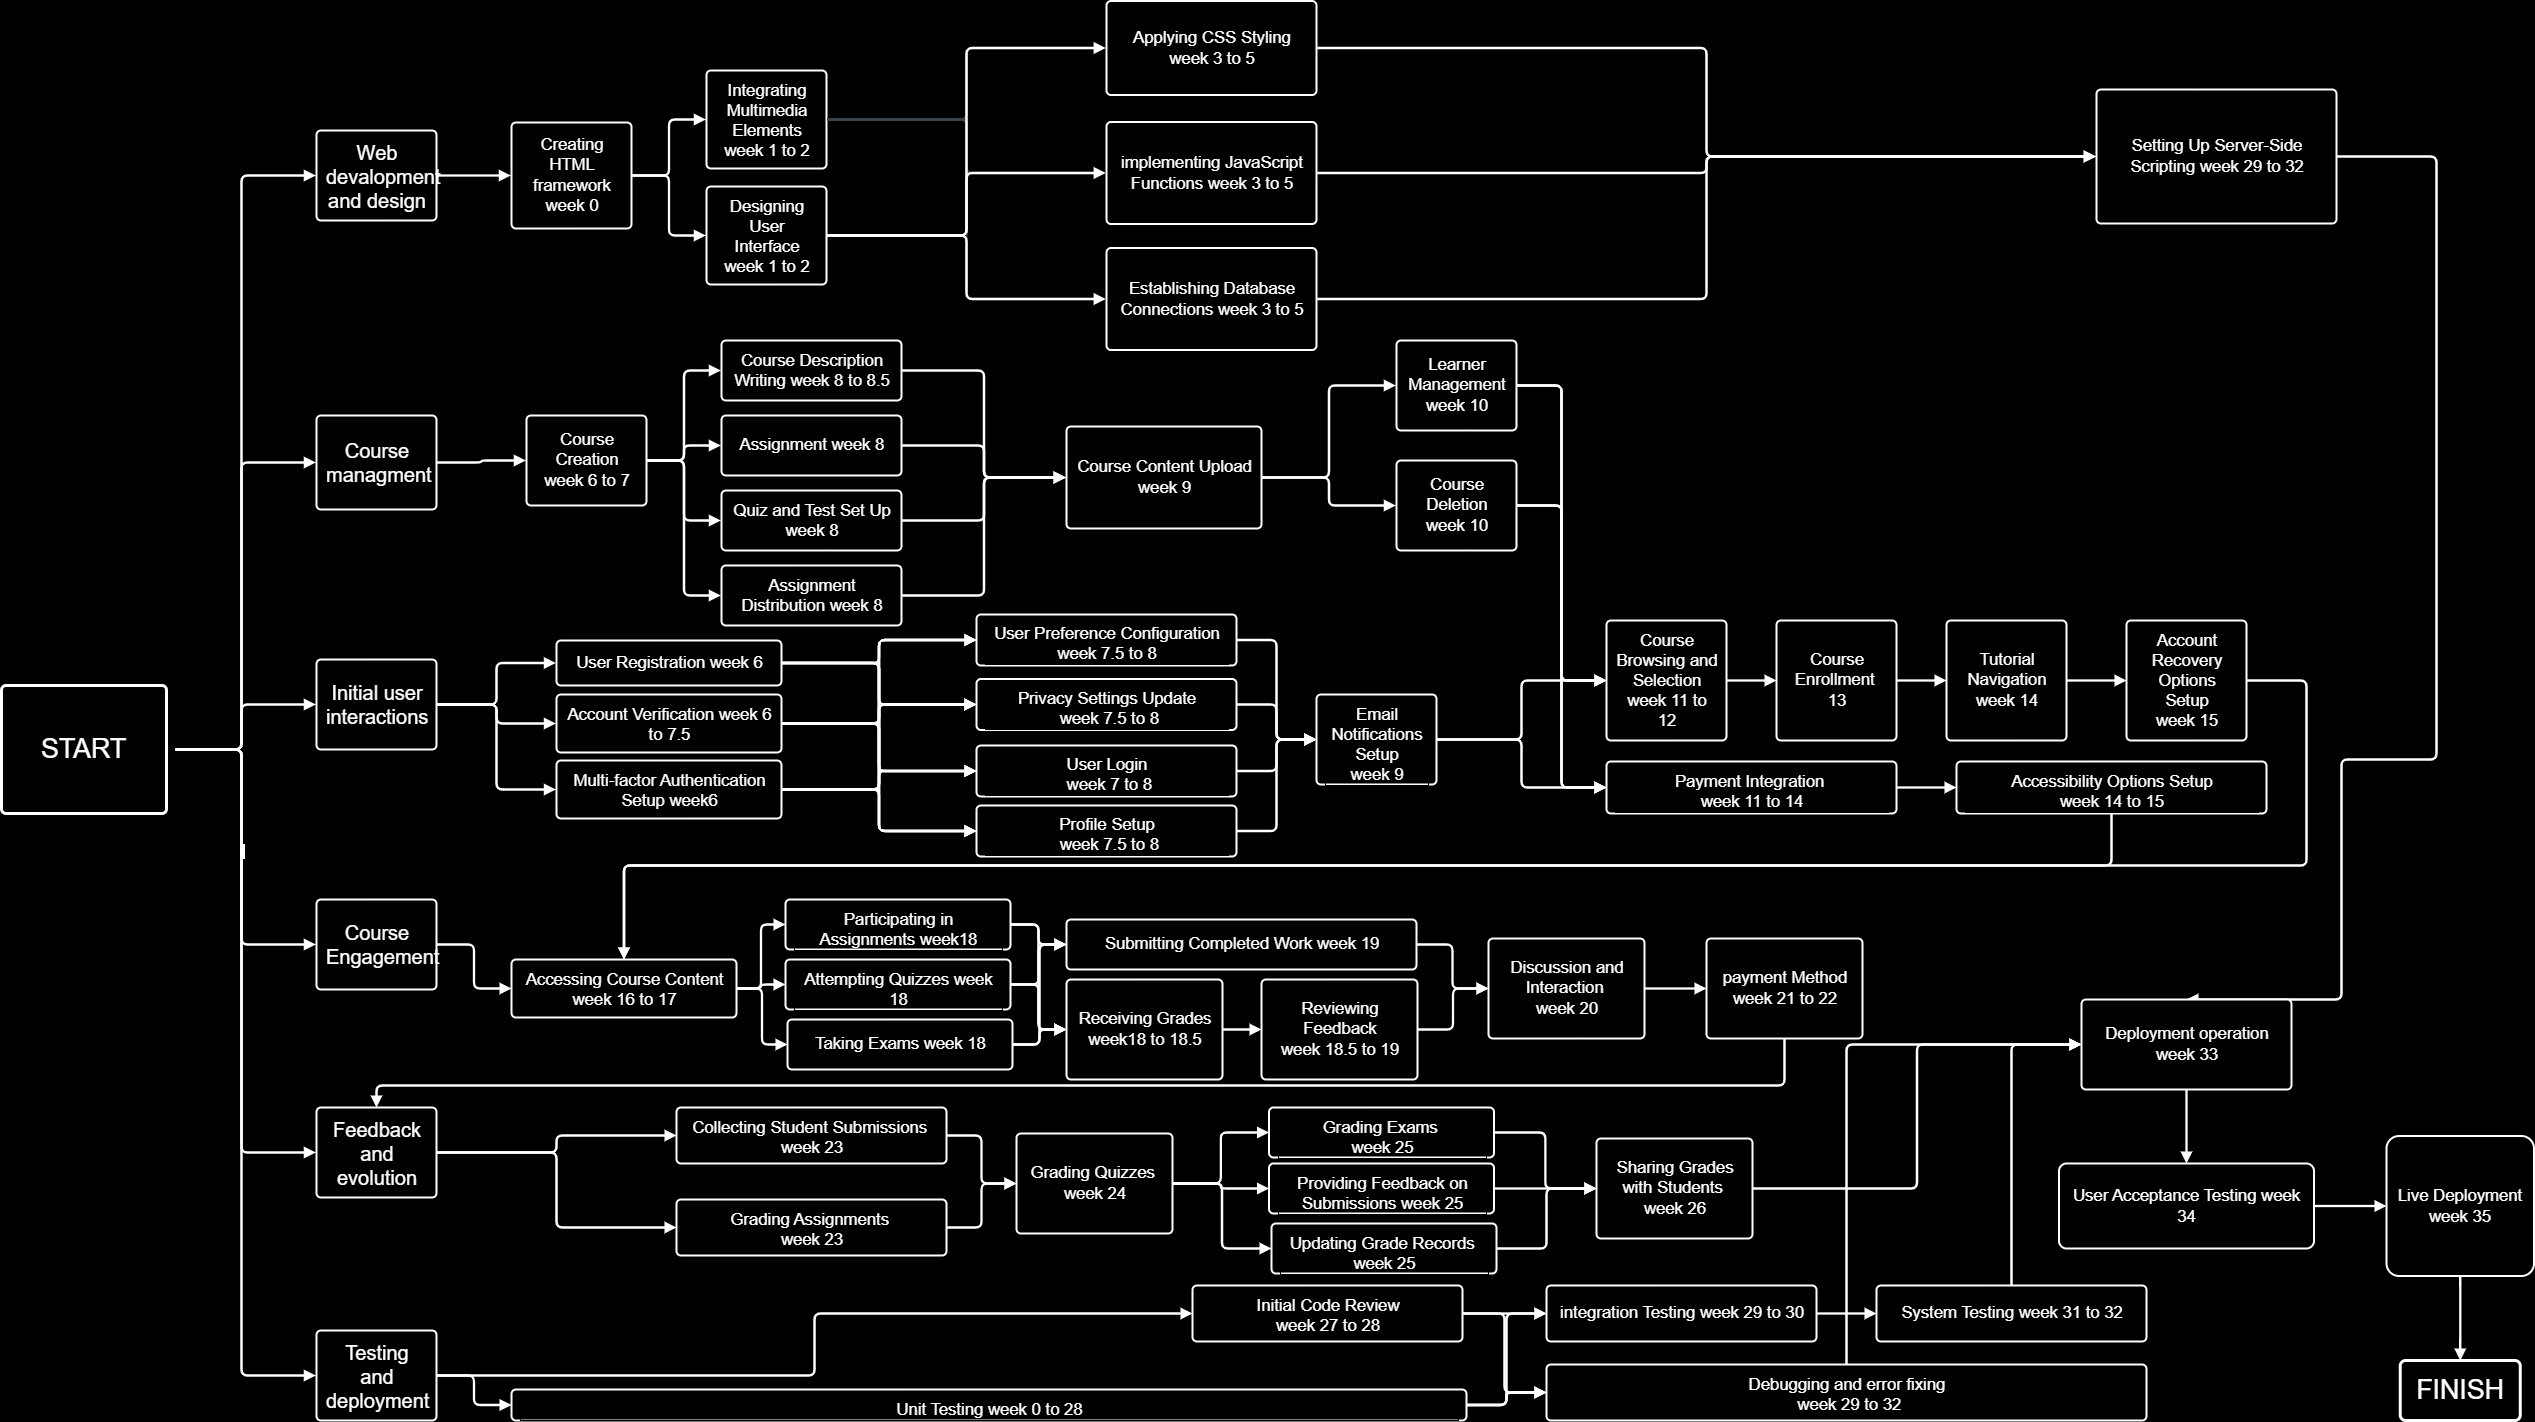 START
Web
devalopment
and design
Creating
HTML
framework
week 0
Integrating
Multimedia
Elements
week 1 to 2
Designing
User
Interface
week 1 to 2
Applying CSS Styling
week 3 to 5
implementing JavaScript
Functions week 3 to 5
Establishing Database
Connections week 3 to 5
Setting Up Server-Side
Scripting week 29 to 32
Course
managment
Course
Creation
week 6 to 7
Course Description
Writing week 8 to 8.5
Assignment week 8
Quiz and Test Set Up
week 8
Assignment
Distribution week 8
Course Content Upload
week 9
Learner
Management
week 10
Course
Deletion
week 10
Initial user
interactions
User Registration week 6
Account Verification week 6
to 7.5
Multi-factor Authentication
Setup week6
User Preference Configuration
week 7.5 to 8
Privacy Settings Update
week 7.5 to 8
User Login
week 7 to 8
Profile Setup
week 7.5 to 8
Email
Notifications
Setup
week 9
Course
Browsing and
Selection
week 11 to
12
Course
Enrollment
13
Tutorial
Navigation
week 14
Account
Recovery
Options
Setup
week 15
Payment Integration
week 11 to 14
Accessibility Options Setup
week 14 to 15
Course
Engagement
Accessing Course Content
week 16 to 17
Participating in
Assignments week18
Attempting Quizzes week
18
Taking Exams week 18
Submitting Completed Work week 19
Receiving Grades
week18 to 18.5
Reviewing
Feedback
week 18.5 to 19
Discussion and
Interaction
week 20
payment Method
week 21 to 22
Deployment operation
week 33
Feedback
and
evolution
Collecting Student Submissions
week 23
Grading Assignments
week 23
Grading Quizzes
week 24
Grading Exams
week 25
Providing Feedback on
Submissions week 25
Updating Grade Records
week 25
Sharing Grades
with Students
week 26
User Acceptance Testing week
34
Live Deployment
week 35
Testing
and
deployment
Initial Code Review
week 27 to 28
Unit Testing week 0 to 28
integration Testing week 29 to 30
System Testing week 31 to 32
Debugging and error fixing
week 29 to 32
FINISH